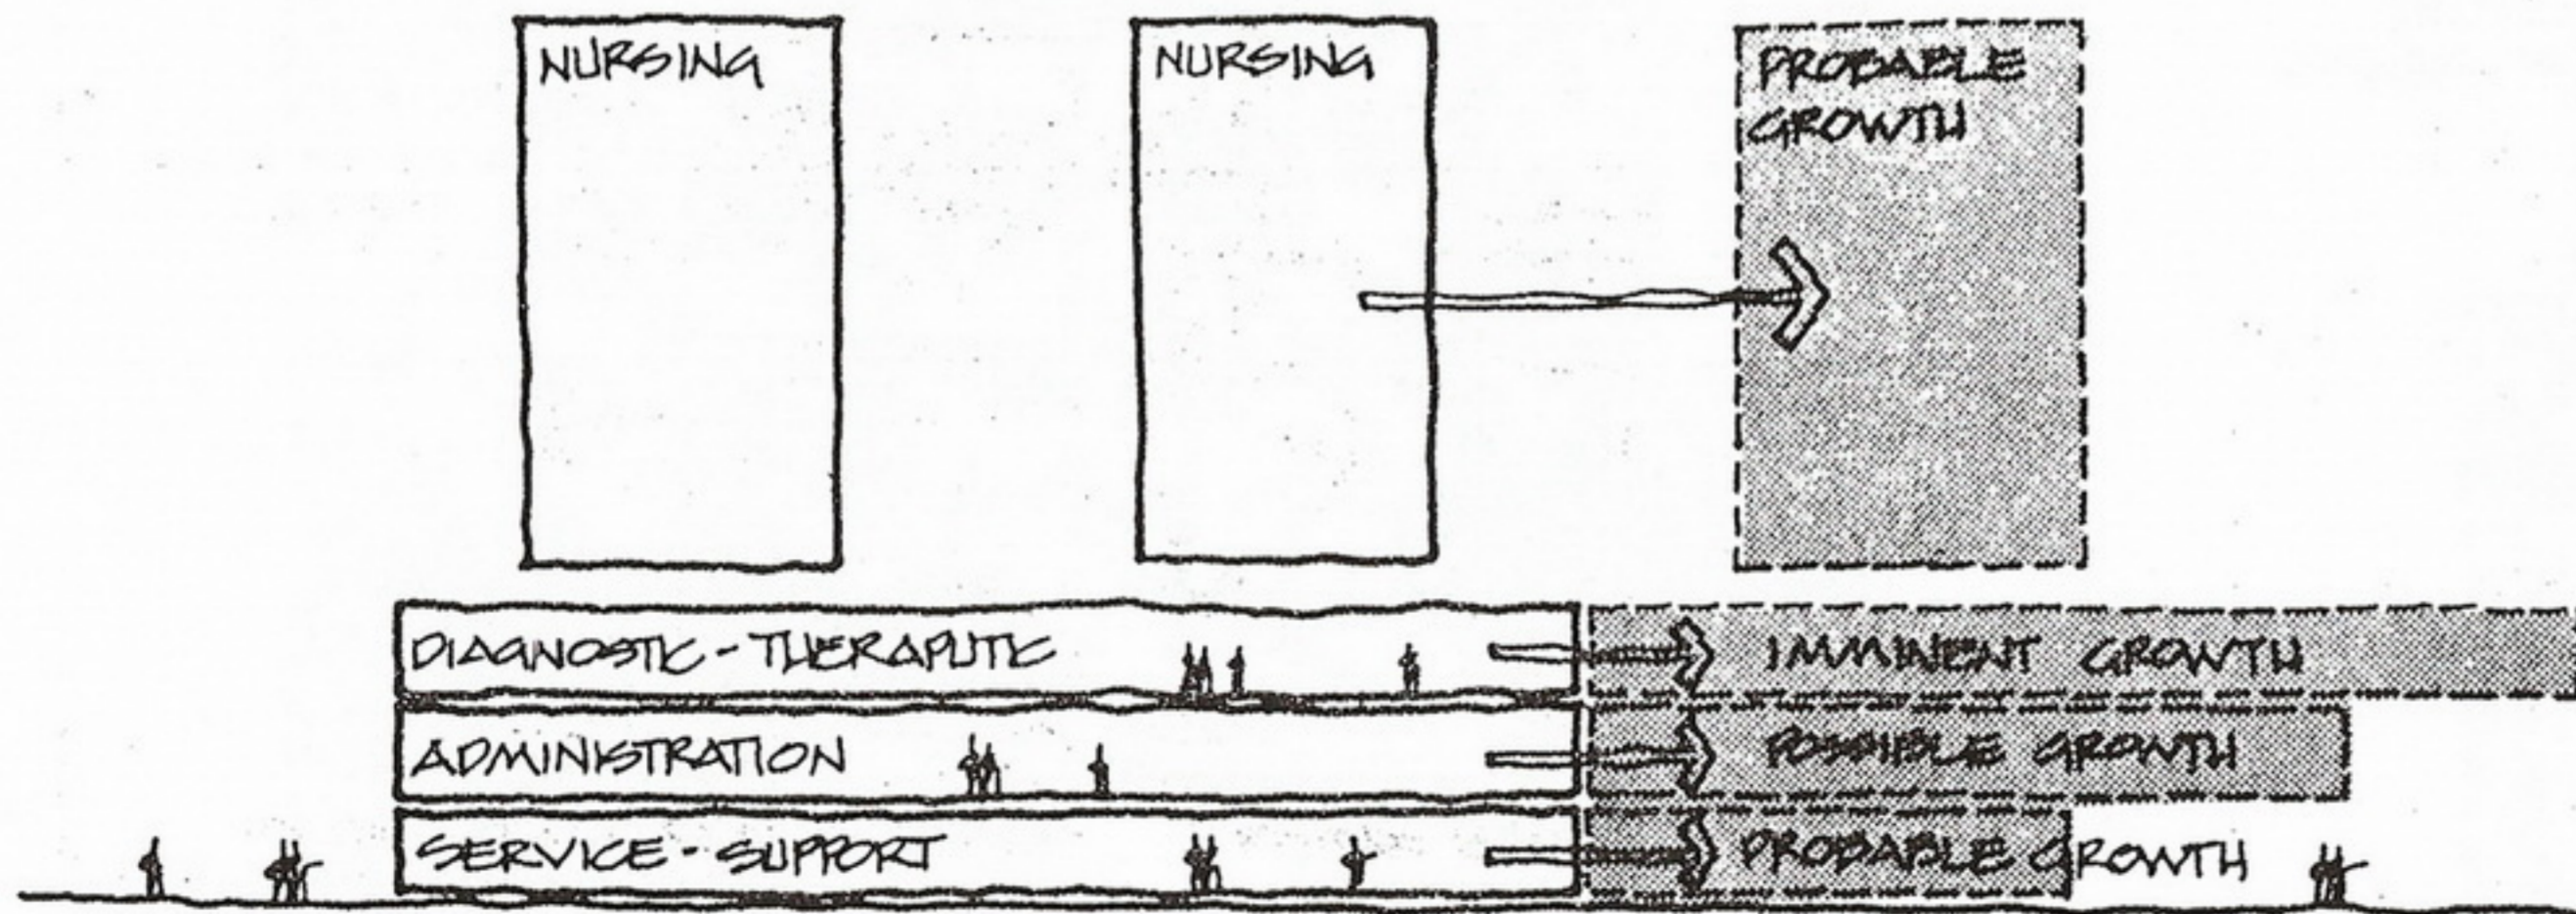 NURSING
NURSING
PROBABLE
GROWTH
DIAGNOSTIC - THERAPUTIC
IMMINENT GROWTH
ADMINISTRATION
POSSIBLE GROWTH
SERVICE - SUPPORT
PROBABLE GROWTH